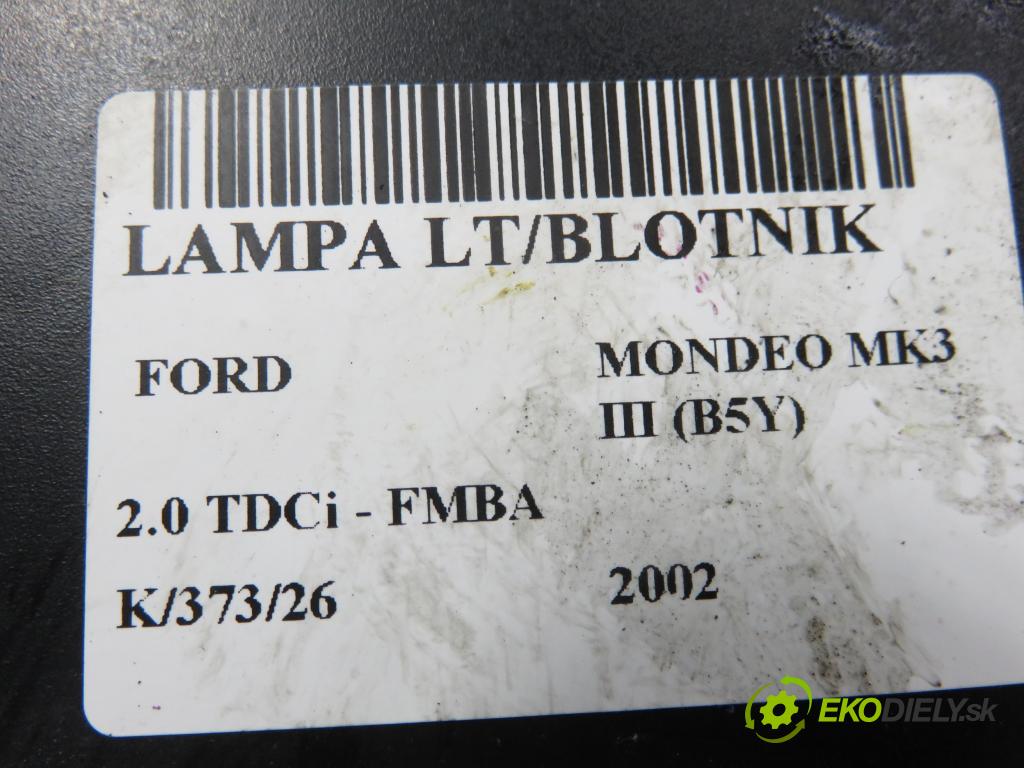 LAMPA LT/BLOTNIK
FORD
MONDEO MK3
III (B5Y)
2.0 TDCi - FMBA
K/373/26
2002
EKODIELY.sk